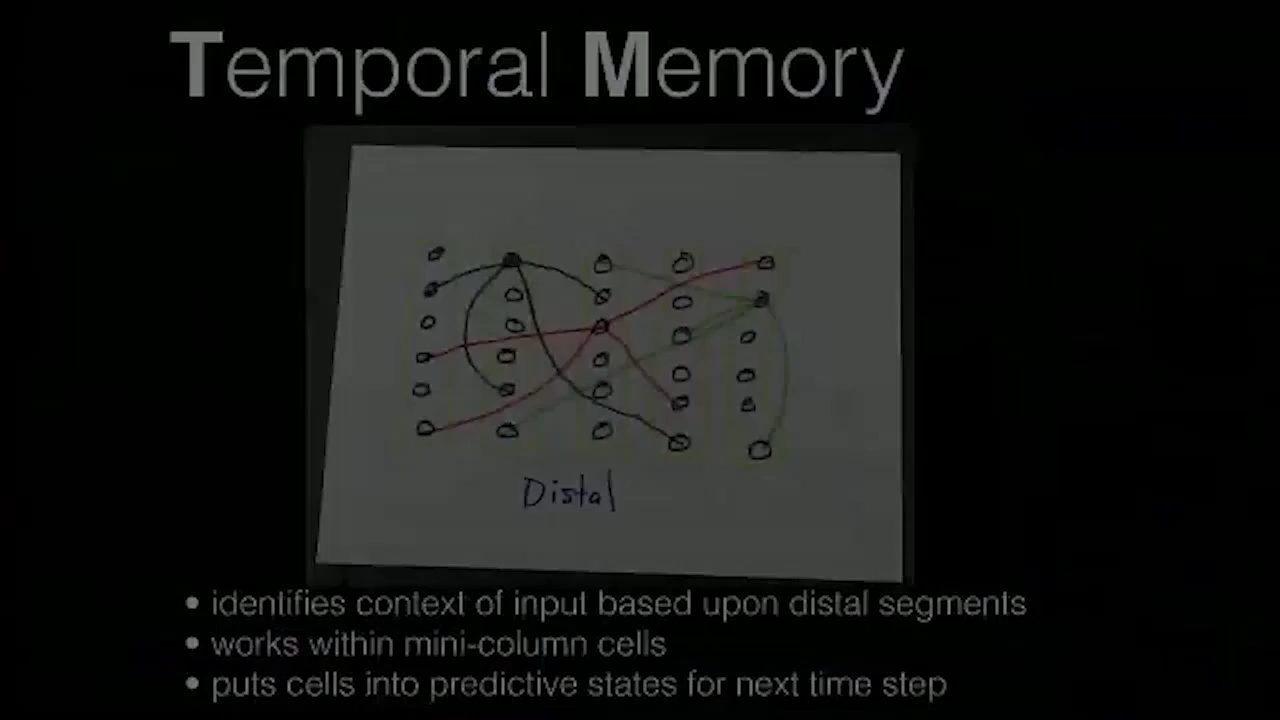 Temporal Memory
Distal
• identifies context of input based upon distal segments
• works within mini-column cells
• puts cells into predictive states for next time step